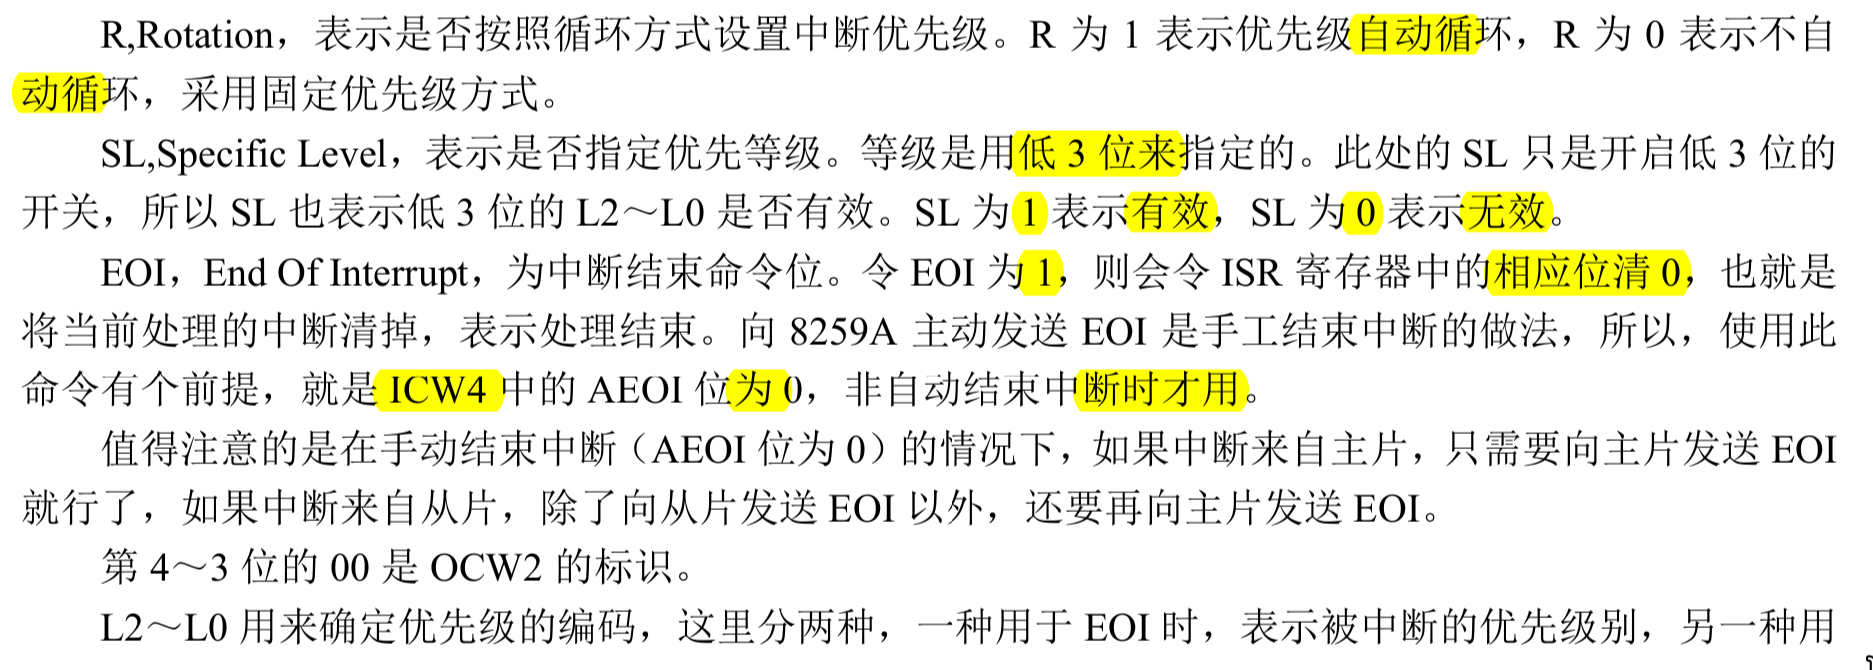 R,Rotation，表示是否按照循环方式设置中断优先级。R 为 1 表示优先级自动循环，R 为 0 表示不自
动循环，采用固定优先级方式。
SL,Specific Level，表示是否指定优先等级。等级是用低 3 位来指定的。此处的 SL 只是开启低 3 位的
开关，所以 SL 也表示低 3 位的 L2～L0 是否有效。SL 为 1 表示有效，SL 为 0 表示无效。
EOI，End Of Interrupt，为中断结束命令位。令 EOI 为 1，则会令 ISR 寄存器中的相应位清 0，也就是
将当前处理的中断清掉，表示处理结束。向 8259A 主动发送 EOI 是手工结束中断的做法，所以，使用此
命令有个前提，就是 ICW4 中的 AEOI 位为 0，非自动结束中断时才用。
值得注意的是在手动结束中断（AEOI 位为 0）的情况下，如果中断来自主片，只需要向主片发送 EOI
就行了，如果中断来自从片，除了向从片发送 EOI 以外，还要再向主片发送 EOI。
第 4～3 位的 00 是 OCW2 的标识。
L2～L0 用来确定优先级的编码，这里分两种，一种用于 EOI 时，表示被中断的优先级别，另一种用